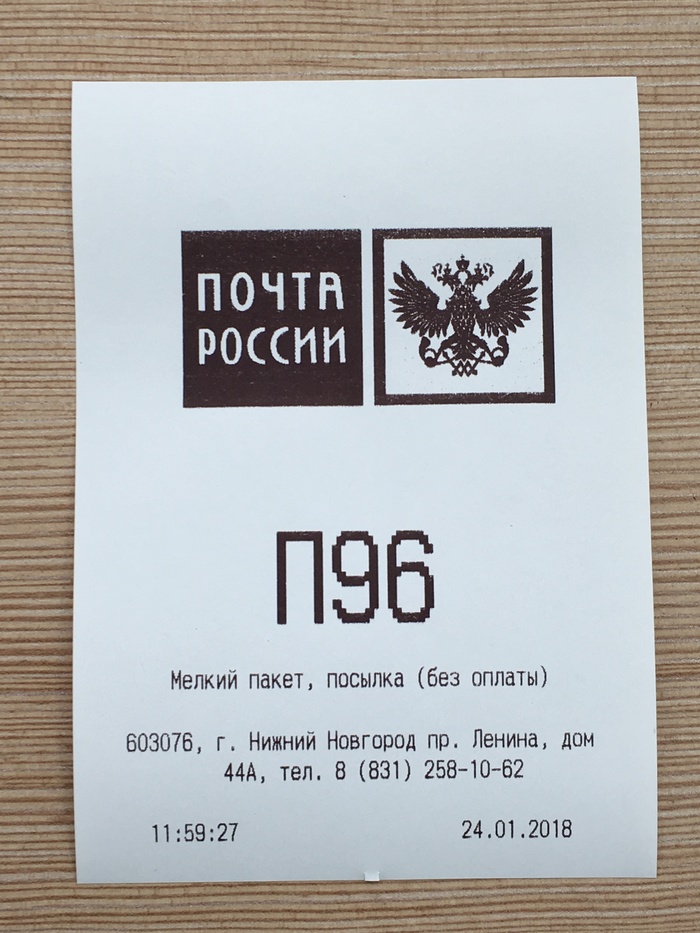 ПОЧТА
РОССИИ
П96
Мелкий пакет, посылка (без оплаты)
603076, г. Нижний Новгород пр. Ленина, дом
44А, тел. 8 (831) 258-10-62
11:59:27 24.01.2018